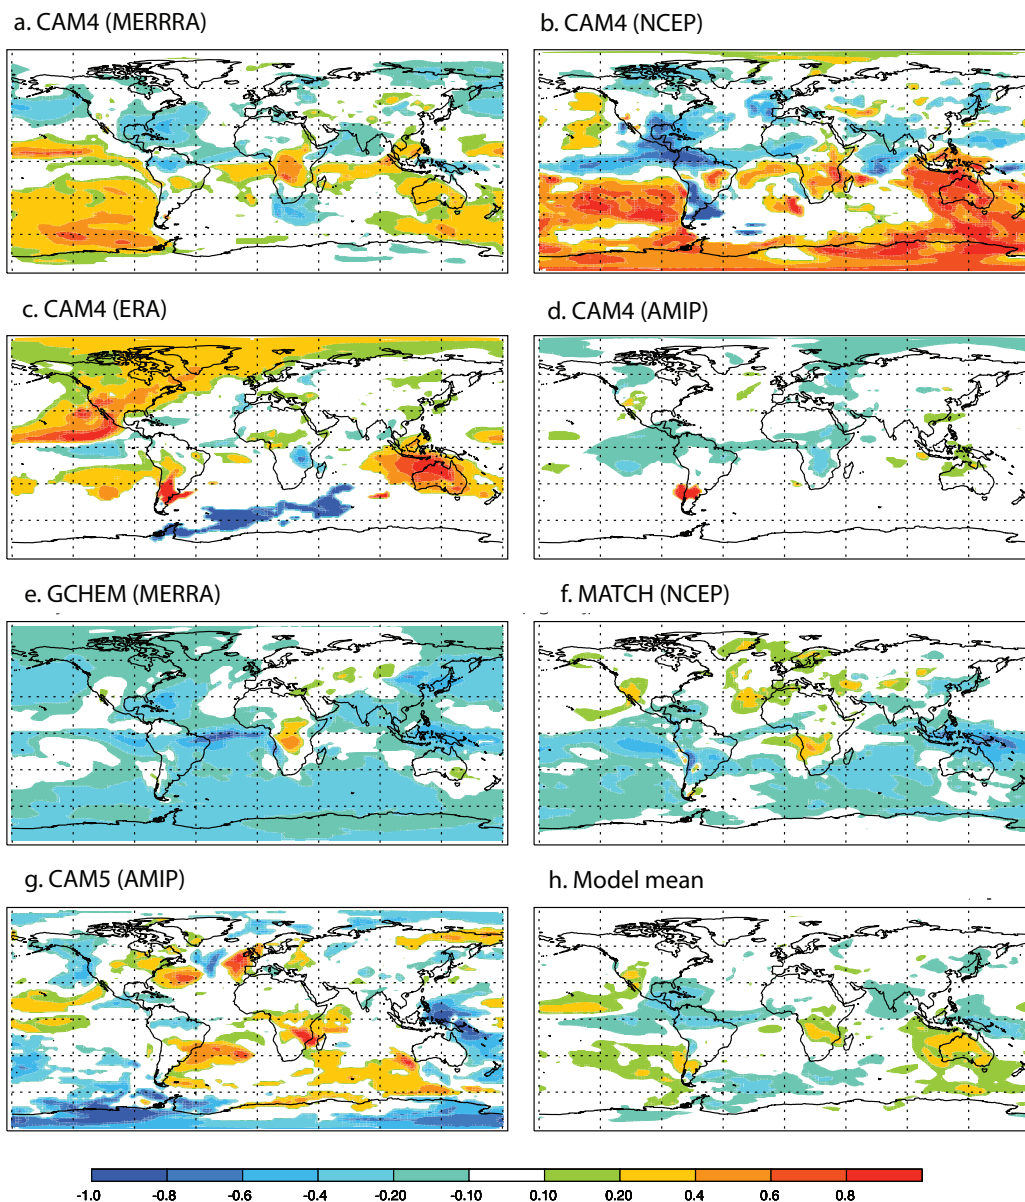 a. CAM4 (MERRRA)
b. CAM4 (NCEP)
c. CAM4 (ERA)
d. CAM4 (AMIP)
e. GCHEM (MERRA)
f. MATCH (NCEP)
g. CAM5 (AMIP)
h. Model mean
-1.0 -0.8 -0.6 -0.4 -0.20 -0.10 0.10 0.20 0.4 0.6 0.8